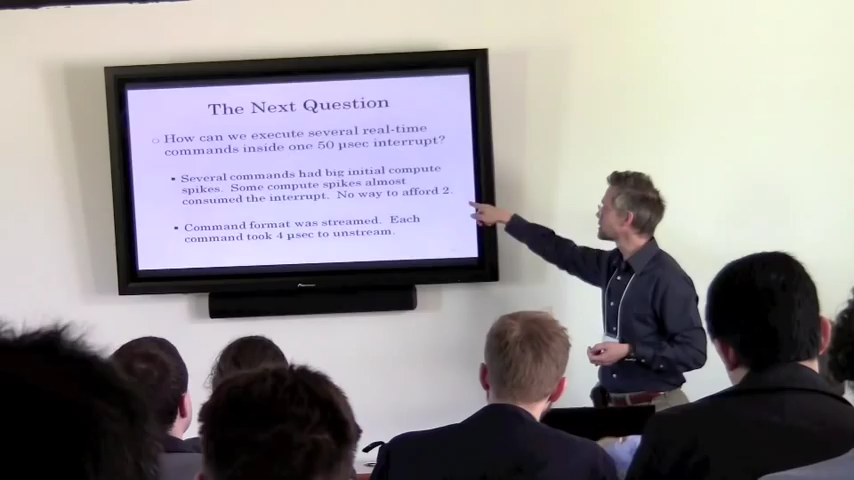 The Next Question
How can we execute several real-time
commands inside one 50 µsec interrupt?
Several commands had big initial compute
spikes. Some compute spikes almost
consumed the interrupt. No way to afford 2.
Command format was streamed. Each
command took 4 µsec to unstream.
Pioneer